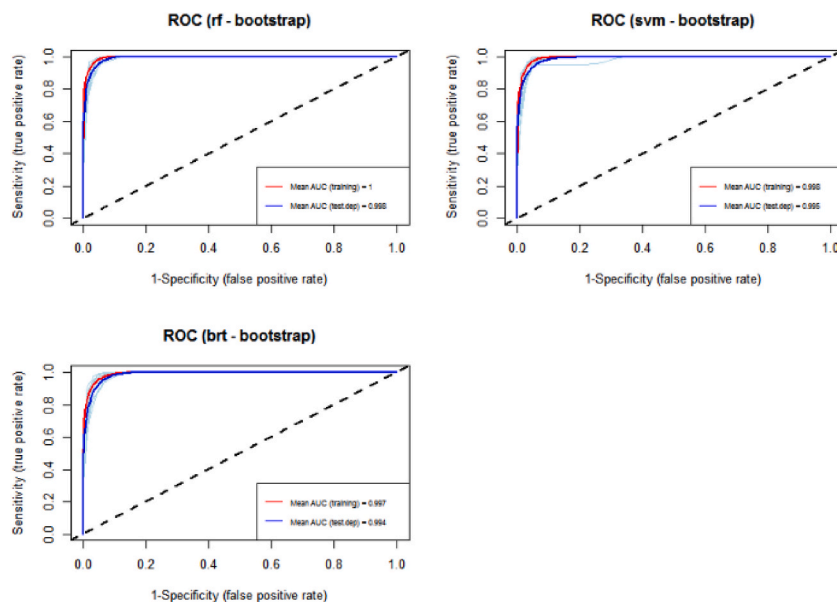 ROC (rf - bootstrap)
Sensitivity (true positive rate)
1.0
0.8
0.6
0.4
0.2
0.0
Mean AUC (training) = 1
Mean AUC (test.dep) = 0.998
0.0 0.2 0.4 0.6 0.8 1.0
1-Specificity (false positive rate)
ROC (svm - bootstrap)
Sensitivity (true positive rate)
1.0
0.8
0.6
0.4
0.2
0.0
Mean AUC (training) = 0.998
Mean AUC (test.dep) = 0.995
0.0 0.2 0.4 0.6 0.8 1.0
1-Specificity (false positive rate)
ROC (brt - bootstrap)
Sensitivity (true positive rate)
1.0
0.8
0.6
0.4
0.2
0.0
Mean AUC (training) = 0.997
Mean AUC (test.dep) = 0.994
0.0 0.2 0.4 0.6 0.8 1.0
1-Specificity (false positive rate)